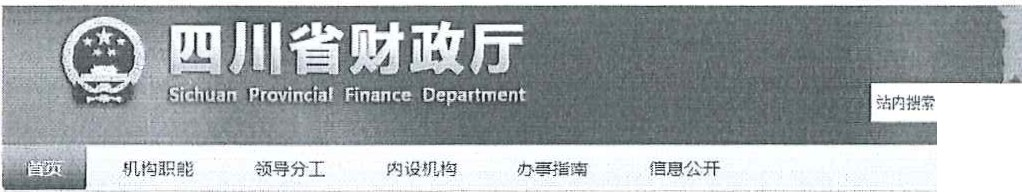 四川省财政厅
Sichuan Provincial Finance Department
站内搜索
首页 机构职能 领导分工 内设机构 办事指南 信息公开